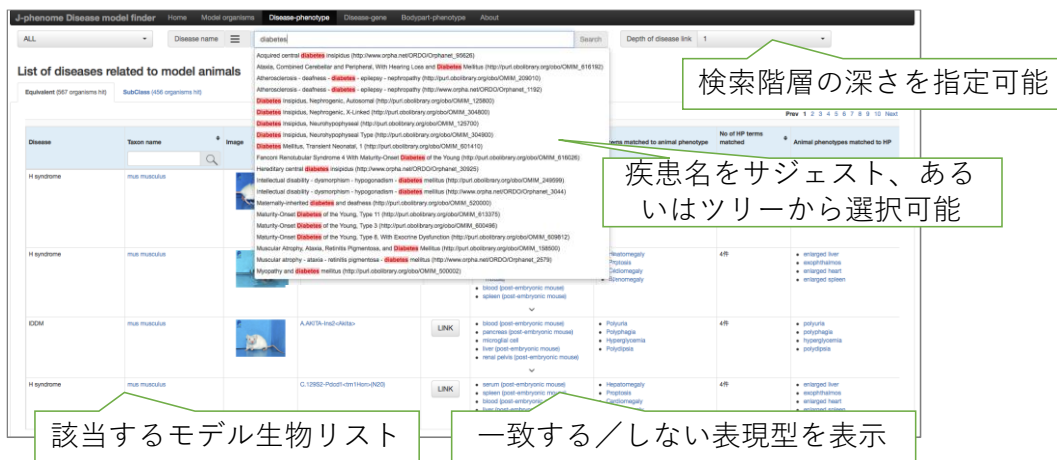 J-phenome Disease model finder Home Model organisms Disease-phenotype Disease-gene Bodypart-phenotype About
ALL Disease name diabetes Search Depth of disease link 1
Acquired central diabetes insipidus (http://www.orpha.net/ORDO/Orphanet_95626)
Ataxia, Combined Cerebellar and Peripheral, With Hearing Loss and Diabetes Mellitus (http://purl.obolibrary.org/obo/OMIM_616192)
Atherosclerosis - deafness - diabetes - epilepsy - nephropathy (http://purl.obolibrary.org/obo/OMIM_209010)
Atherosclerosis - deafness - diabetes - epilepsy - nephropathy (http://www.orpha.net/ORDO/Orphanet_1192)
Diabetes Insipidus, Nephrogenic, Autosomal (http://purl.obolibrary.org/obo/OMIM_125800)
Diabetes Insipidus, Nephrogenic, X-Linked (http://purl.obolibrary.org/obo/OMIM_304800)
Diabetes Insipidus, Neurohypophyseal (http://purl.obolibrary.org/obo/OMIM_125700)
Diabetes Insipidus, Neurohypophyseal Type (http://purl.obolibrary.org/obo/OMIM_304900)
Diabetes Mellitus, Transient Neonatal, 1 (http://purl.obolibrary.org/obo/OMIM_601410)
Fanconi Renotubular Syndrome 4 With Maturity-Onset Diabetes of the Young (http://purl.obolibrary.org/obo/OMIM_616026)
Hereditary central diabetes insipidus (http://www.orpha.net/ORDO/Orphanet_30925)
Intellectual disability - dysmorphism - hypogonadism - diabetes mellitus (http://purl.obolibrary.org/obo/OMIM_249599)
Intellectual disability - dysmorphism - hypogonadism - diabetes mellitus (http://www.orpha.net/ORDO/Orphanet_3044)
Maternally-inherited diabetes and deafness (http://purl.obolibrary.org/obo/OMIM_520000)
Maturity-Onset Diabetes of the Young, Type 11 (http://purl.obolibrary.org/obo/OMIM_613375)
Maturity-Onset Diabetes of the Young, Type 3 (http://purl.obolibrary.org/obo/OMIM_600496)
Maturity-Onset Diabetes of the Young, Type 8, With Exocrine Dysfunction (http://purl.obolibrary.org/obo/OMIM_609812)
Muscular Atrophy, Ataxia, Retinitis Pigmentosa, and Diabetes Mellitus (http://purl.obolibrary.org/obo/OMIM_158500)
Muscular atrophy - ataxia - retinitis pigmentosa - diabetes mellitus (http://www.orpha.net/ORDO/Orphanet_2579)
Myopathy and diabetes mellitus (http://purl.obolibrary.org/obo/OMIM_500002)
検索階層の深さを指定可能
List of diseases related to model animals
Equivalent (567 organisms hit) SubClass (456 organisms hit)
Prev 1 2 3 4 5 6 7 8 9 10 Next
Disease Taxon name Image matched to animal phenotype No of HP terms matched Animal phenotypes matched to HP
疾患名をサジェスト、ある
いはツリーから選択可能
H syndrome mus musculus
H syndrome mus musculus 4件
Proptosis
blood (post-embryonic mouse)
spleen (post-embryonic mouse)
enlarged liver
exophthalmos
enlarged heart
enlarged spleen
IDDM mus musculus A.AKITA-Ins2<Akita> LINK
blood (post-embryonic mouse)
pancreas (post-embryonic mouse)
microglial cell
liver (post-embryonic mouse)
renal pelvis (post-embryonic mouse)
Polyuria
Polyphagia
Hyperglycemia
Polydipsia
4件
polyuria
polyphagia
hyperglycemia
polydipsia
H syndrome mus musculus C.129S2-Pdcd1<tm1Hon>(N20) LINK
serum (post-embryonic mouse)
spleen (post-embryonic mouse)
Hepatomegaly
Proptosis
4件
enlarged liver
exophthalmos
enlarged heart
該当するモデル生物リスト
一致する／しない表現型を表示